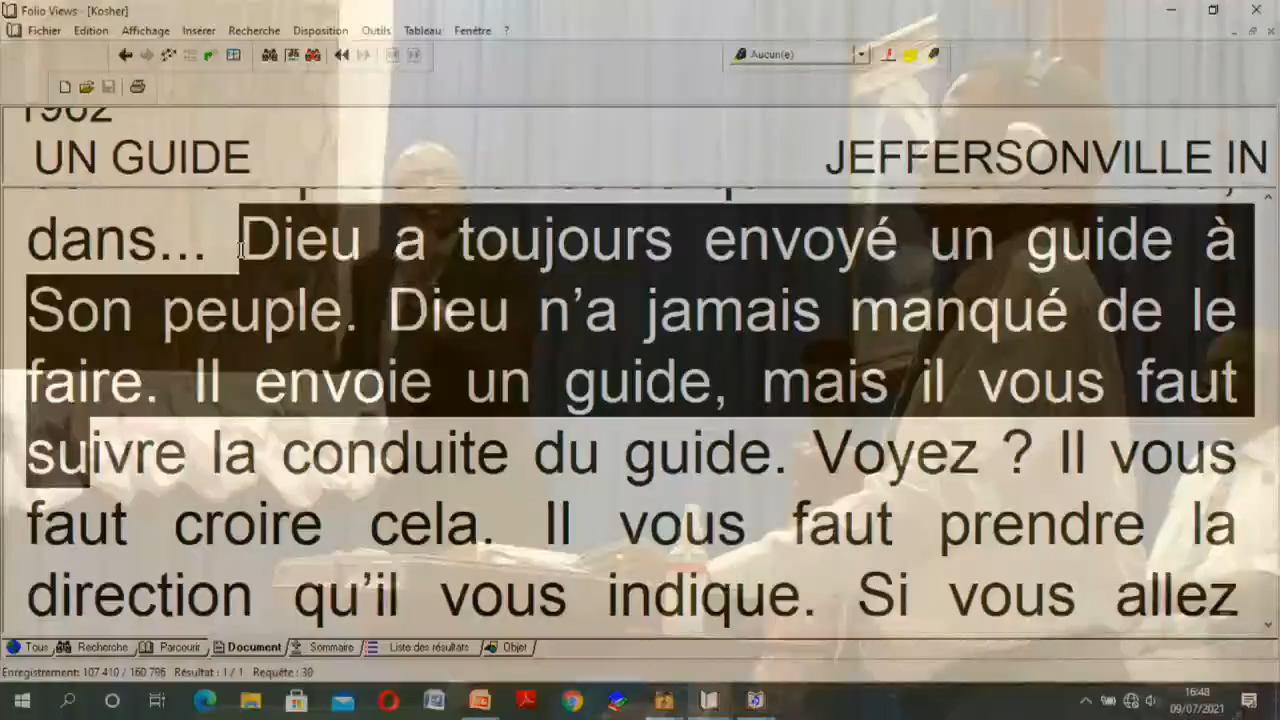 Folio Views - [Kosher]
Fichier Edition Affichage Insérer Recherche Disposition Outils Tableau Fenêtre ?
Aucun(e)
1962
UN GUIDE JEFFERSONVILLE IN
dans... Dieu a toujours envoyé un guide à
Son peuple. Dieu n’a jamais manqué de le
faire. Il envoie un guide, mais il vous faut
suivre la conduite du guide. Voyez ? Il vous
faut croire cela. Il vous faut prendre la
direction qu’il vous indique. Si vous allez
Tous Recherche Parcourir Document Sommaire Liste des résultats Objet
Enregistrement: 107 410 / 160 796 Résultat : 1 / 1 Requête : 30
16:48
09/07/2021